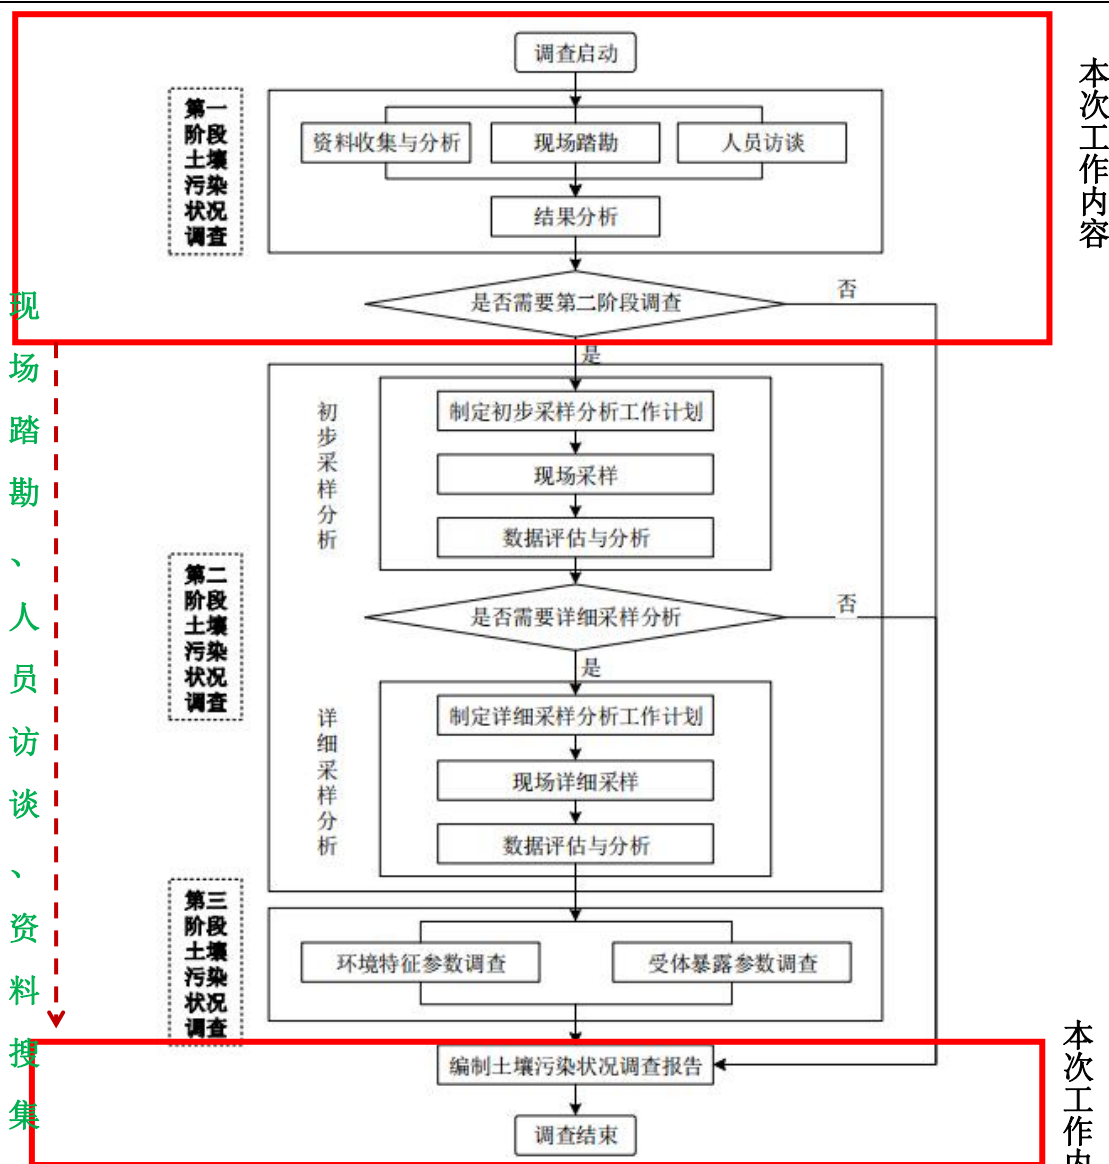 调查启动
本次工作内容
第一
阶段
土壤
污染
状况
调查
资料收集与分析
现场踏勘
人员访谈
结果分析
是否需要第二阶段调查
否
是
现场踏勘、人员访谈、资料搜集
初步采样分析
制定初步采样分析工作计划
现场采样
数据评估与分析
第二
阶段
土壤
污染
状况
调查
是否需要详细采样分析
否
是
详细采样分析
制定详细采样分析工作计划
现场详细采样
数据评估与分析
第三
阶段
土壤
污染
状况
调查
环境特征参数调查
受体暴露参数调查
编制土壤污染状况调查报告
调查结束
本次工作内